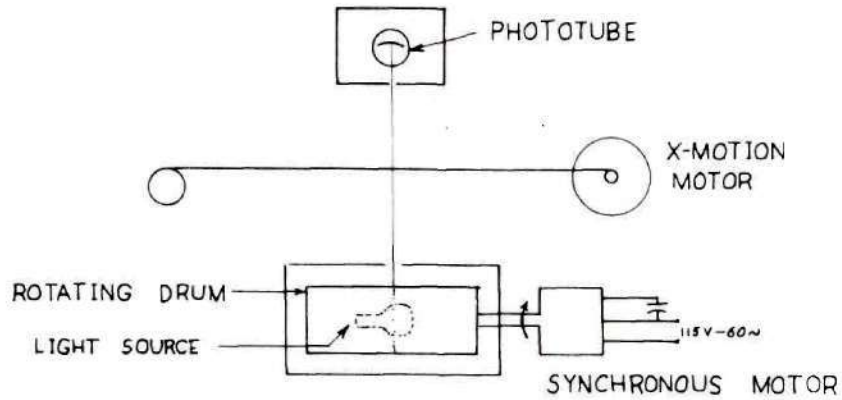 PHOTOTUBE
X-MOTION
MOTOR
ROTATING DRUM
LIGHT SOURCE
115V-60~
SYNCHRONOUS MOTOR